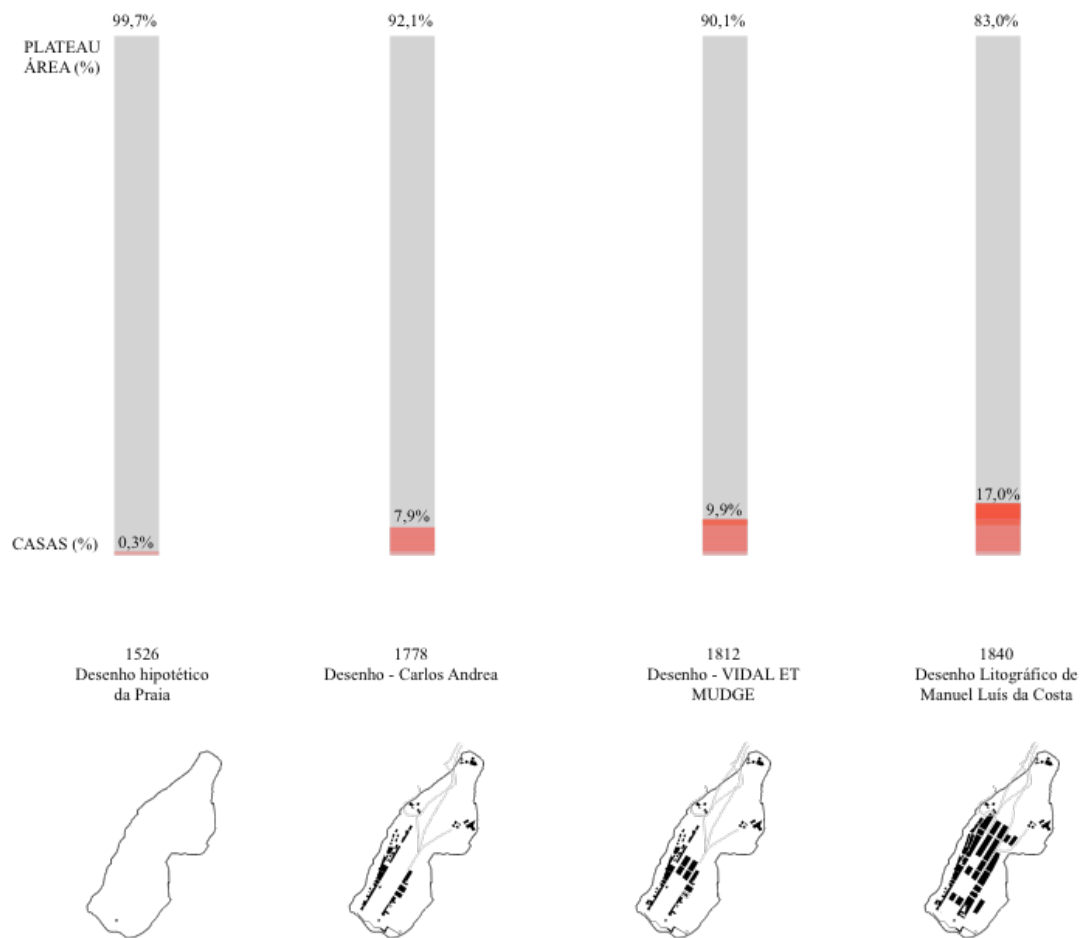 99,7%
92,1%
90,1%
83,0%
PLATEAU
ÁREA (%)
17,0%
7,9%
9,9%
CASAS (%)
0,3%
1526
Desenho hipotético
da Praia
1778
Desenho - Carlos Andrea
1812
Desenho - VIDAL ET
MUDGE
1840
Desenho Litográfico de
Manuel Luís da Costa